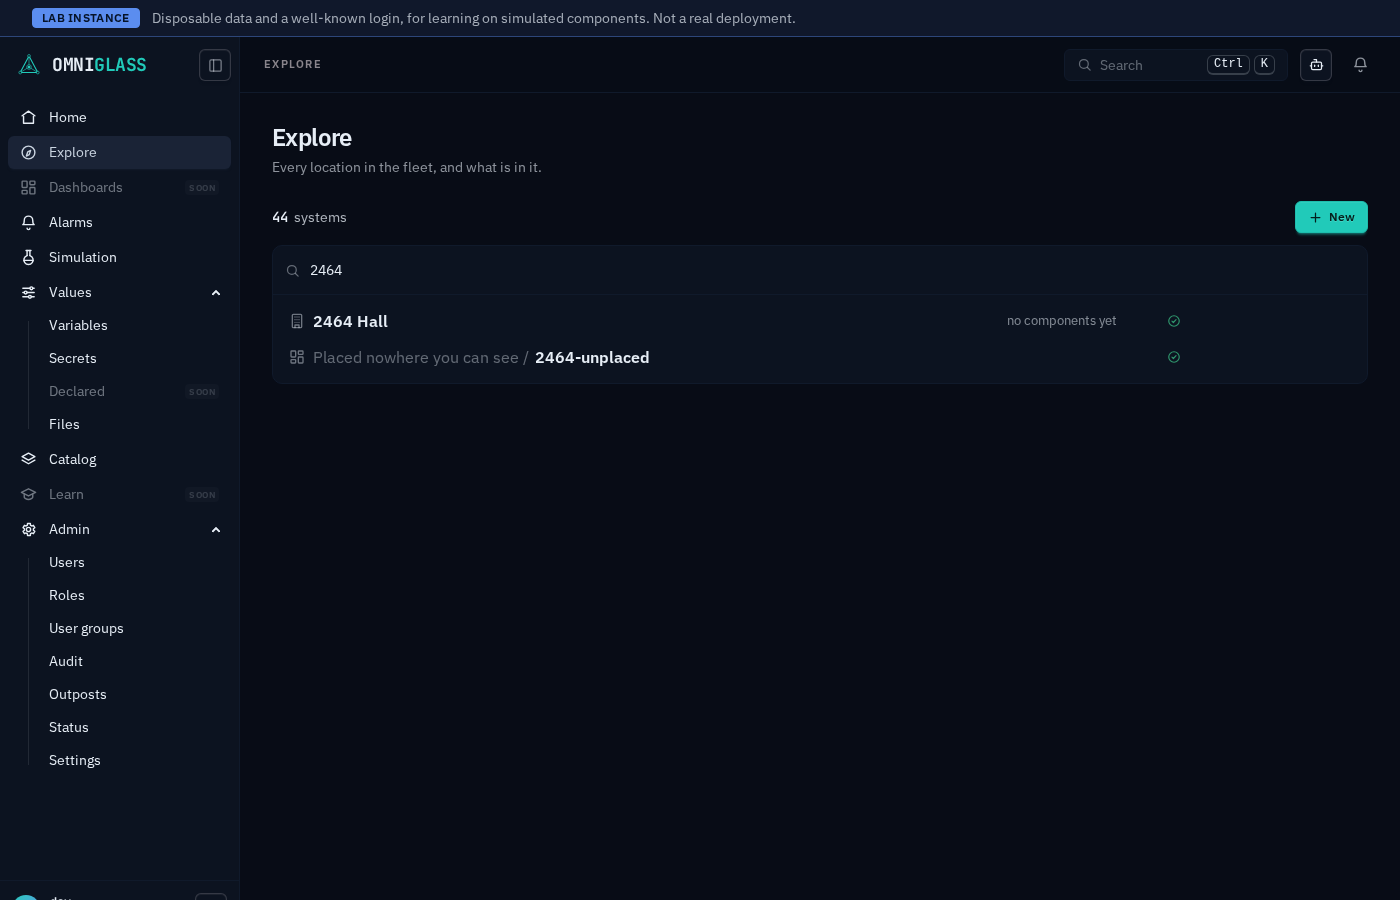 LAB INSTANCE Disposable data and a well-known login, for learning on simulated components. Not a real deployment.
OMNIGLASS
EXPLORE
Search Ctrl K
Home
Explore
Dashboards SOON
Alarms
Simulation
Values
Variables
Secrets
Declared SOON
Files
Catalog
Learn SOON
Admin
Users
Roles
User groups
Audit
Outposts
Status
Settings
Explore
Every location in the fleet, and what is in it.
44 systems
New
2464
2464 Hall no components yet
Placed nowhere you can see / 2464-unplaced